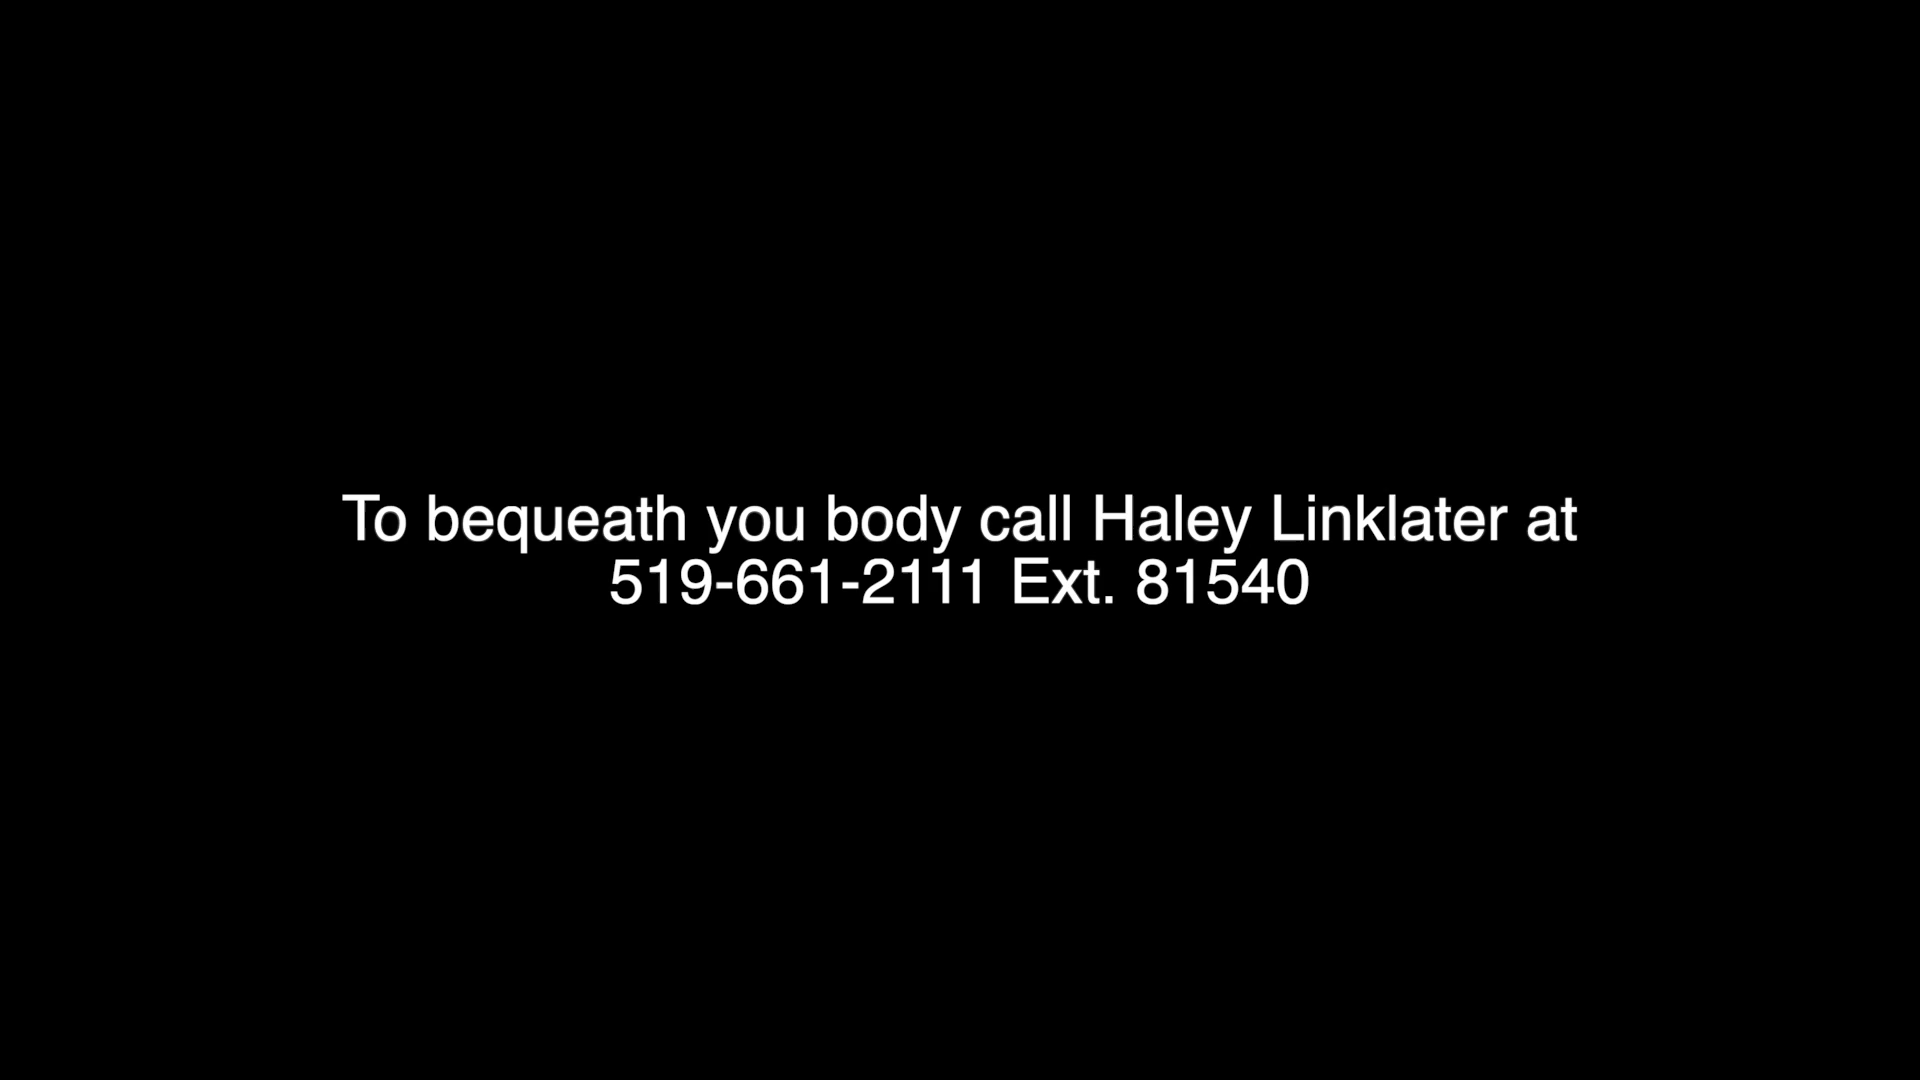 To bequeath you body call Haley Linklater at
519-661-2111 Ext. 81540